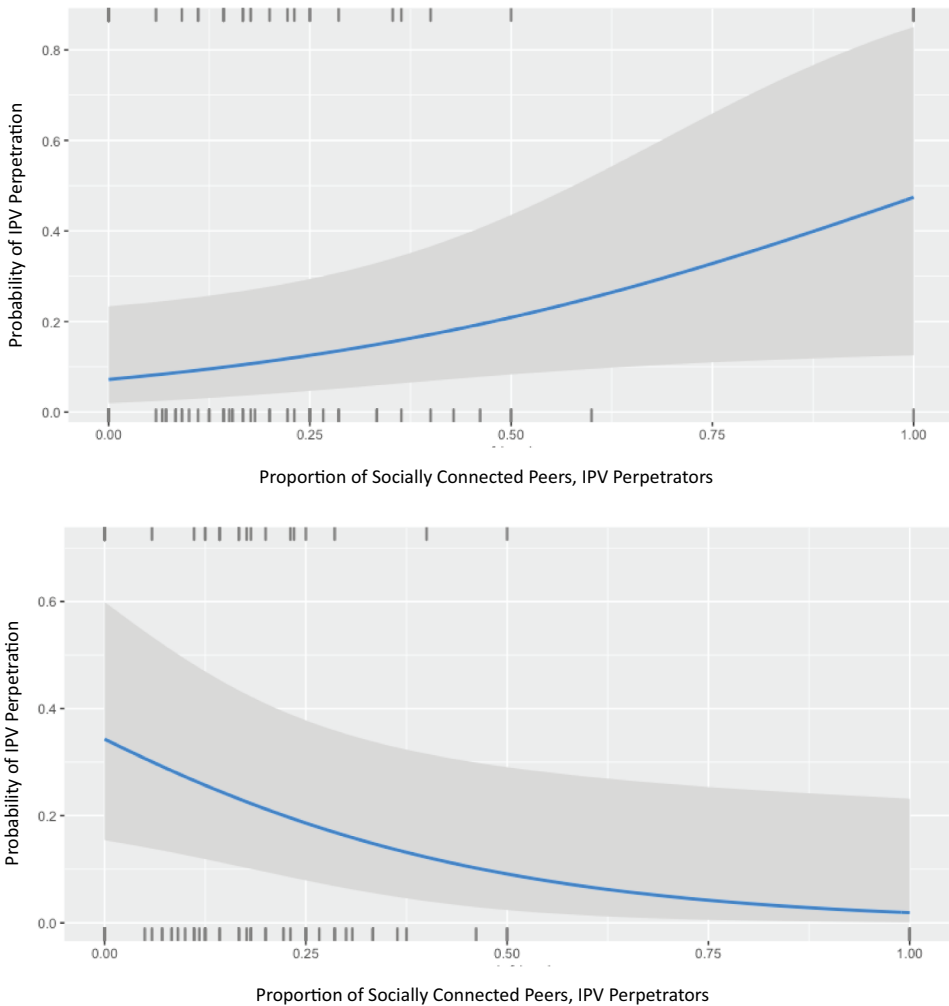 Probability of IPV Perpetration
0.8
0.6
0.4
0.2
0.0
0.00 0.25 0.50 0.75 1.00
Proportion of Socially Connected Peers, IPV Perpetrators
Probability of IPV Perpetration
0.6
0.4
0.2
0.0
0.00 0.25 0.50 0.75 1.00
Proportion of Socially Connected Peers, IPV Perpetrators